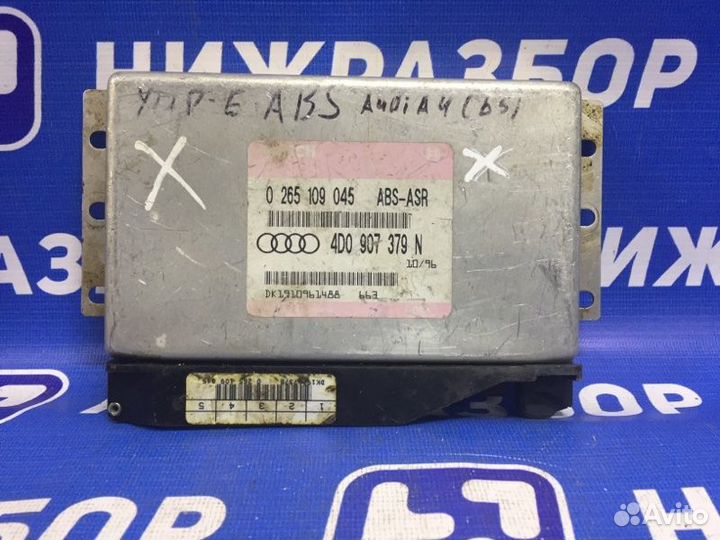 НИЖРАЗБОР
УПР-Е ABS Audi A4 (b5)
0 265 109 045 ABS-ASR
4D0 907 379 N
10/96
DK1910961488 663
1 2 3 4 5
Avito